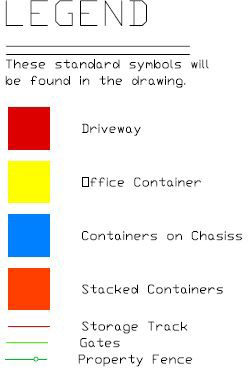 LEGEND
These standard symbols will
be found in the drawing.
Driveway
Office Container
Containers on Chasiss
Stacked Containers
Storage Track
Gates
Property Fence